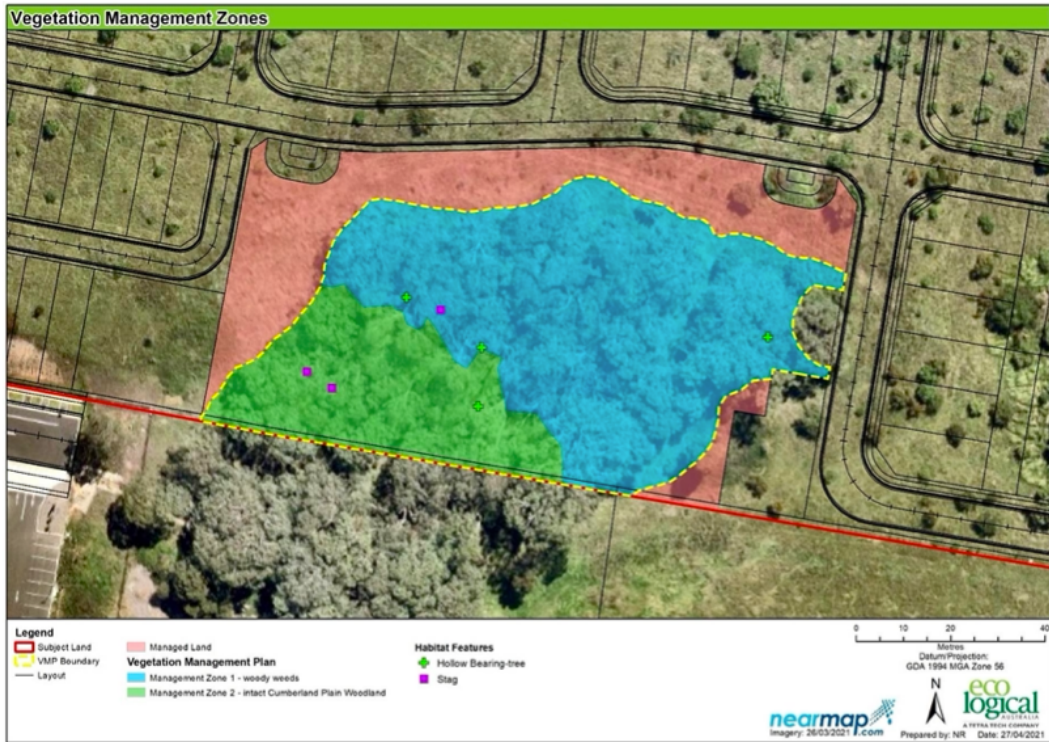 Vegetation Management Zones
Legend
Subject Land
VMP Boundary
Layout
Managed Land
Vegetation Management Plan
Management Zone 1 - woody weeds
Management Zone 2 - intact Cumberland Plain Woodland
Habitat Features
Hollow Bearing-tree
Stag
0 10 20 40
Metres
Datum/Projection:
GDA 1994 MGA Zone 56
nearmap.com
Imagery: 26/03/2021
N
eco
logical
AUSTRALIA
A TETRA TECH COMPANY
Prepared by: NR Date: 27/04/2021